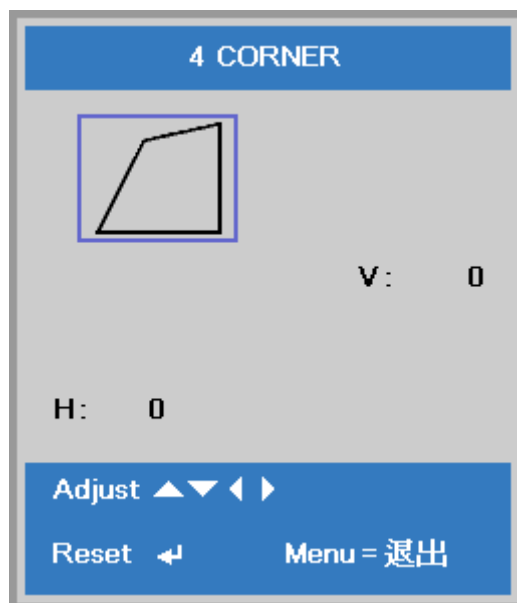 4 CORNER
V: 0
H: 0
Adjust ▲▼◀▶
Reset ↵ Menu = 退出